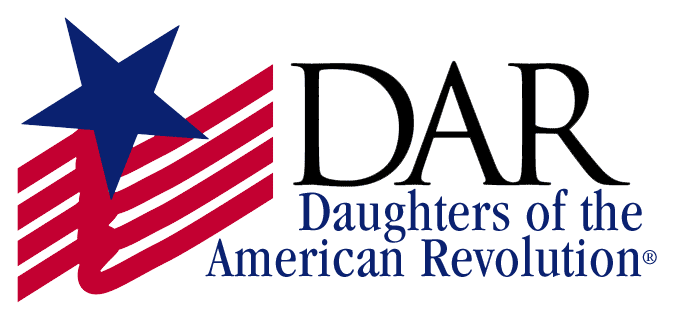 DAR
Daughters of the
American Revolution®